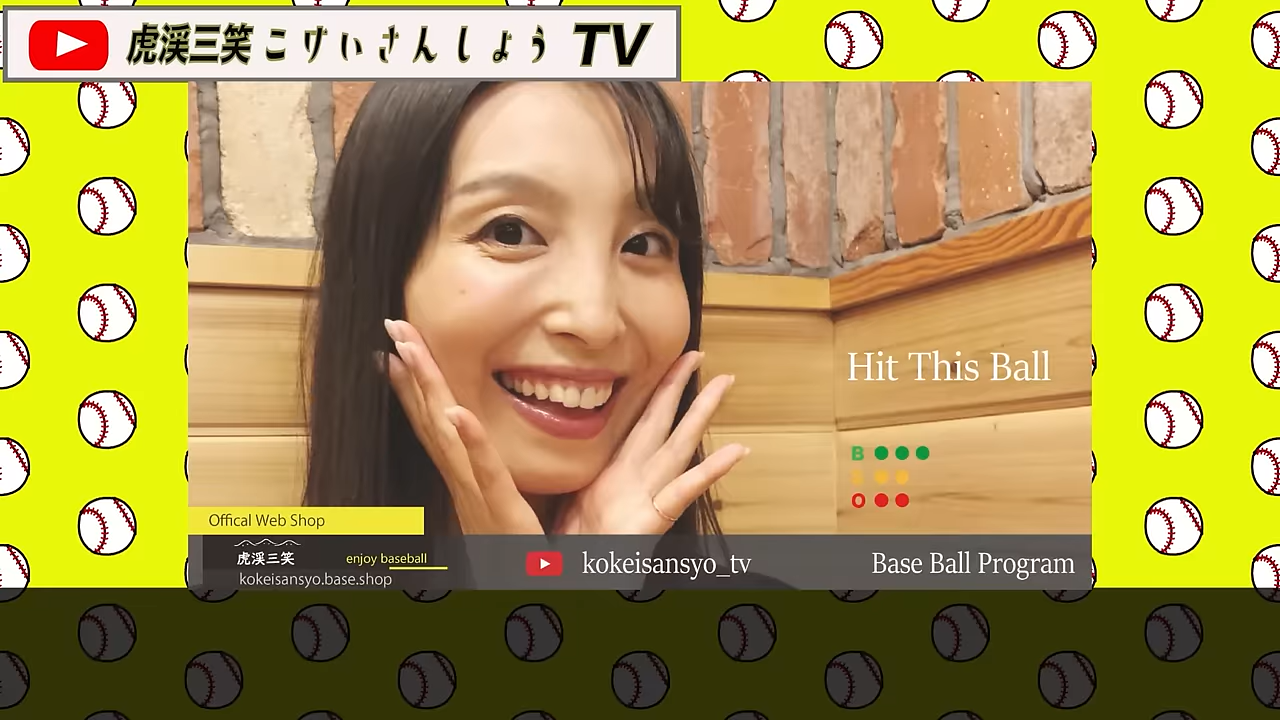 虎渓三笑こけいさんしようTV
Hit This Ball
B
S
O
Offical Web Shop
虎渓三笑
enjoy baseball
kokeisansyo.base.shop
kokeisansyo_tv
Base Ball Program